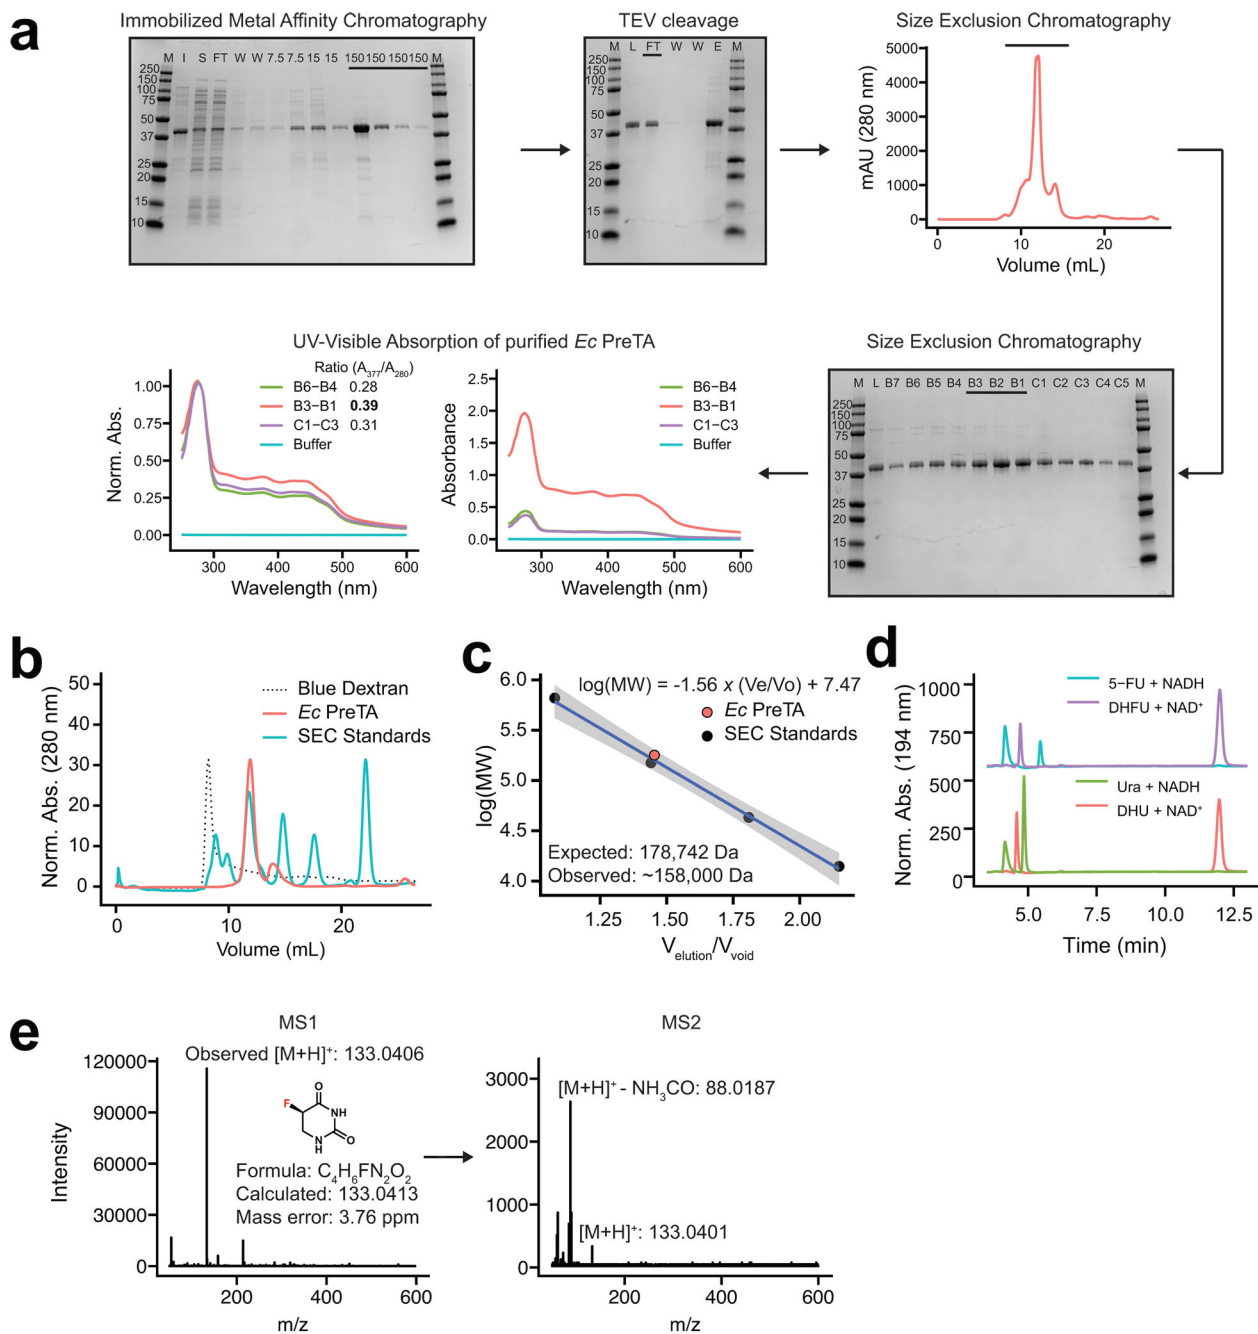 a
Immobilized Metal Affinity Chromatography
M I S FT W W 7.5 7.5 15 15 150 150 150 150 M
250
150
100
75
50
37
25
20
15
10
TEV cleavage
L FT W W E
M M
250
150
100
75
50
37
25
20
15
10
Size Exclusion Chromatography
mAU (280 nm)
5000
4000
3000
2000
1000
0
0 10 20
Volume (mL)
UV-Visible Absorption of purified Ec PreTA
Ratio (A377/A280)
B6−B4 0.28
B3−B1 0.39
C1−C3 0.31
Buffer
Norm. Abs.
1.00
0.75
0.50
0.25
0.00
300 400 500 600
Wavelength (nm)
B6−B4
B3−B1
C1−C3
Buffer
Absorbance
2.5
2.0
1.5
1.0
0.5
0.0
300 400 500 600
Wavelength (nm)
Size Exclusion Chromatography
M L B7 B6 B5 B4 B3 B2 B1 C1 C2 C3 C4 C5 M
250
150
100
75
50
37
25
20
15
10
b
Norm. Abs. (280 nm)
50
40
30
20
10
0
Blue Dextran
Ec PreTA
SEC Standards
0 10 20
Volume (mL)
c
log(MW)
6.0
5.5
5.0
4.5
4.0
log(MW) = -1.56 x (Ve/Vo) + 7.47
Ec PreTA
SEC Standards
Expected: 178,742 Da
Observed: ~158,000 Da
1.25 1.50 1.75 2.00
Velution/Vvoid
d
Norm. Abs. (194 nm)
1000
750
500
250
0
5−FU + NADH
DHFU + NAD+
Ura + NADH
DHU + NAD+
5.0 7.5 10.0 12.5
Time (min)
e
MS1
Observed [M+H]+: 133.0406
Intensity
120000
90000
60000
30000
0
F
O
NH
N
H
O
Formula: C4H6FN2O2
Calculated: 133.0413
Mass error: 3.76 ppm
200 400 600
m/z
MS2
3000
2000
1000
0
[M+H]+ - NH3CO: 88.0187
[M+H]+: 133.0401
200 400 600
m/z